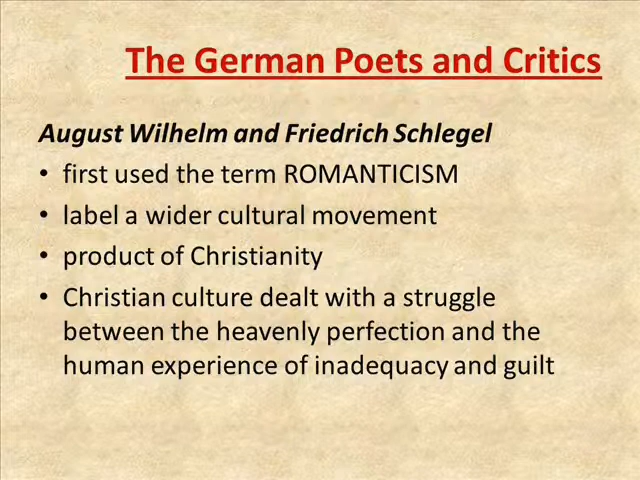 The German Poets and Critics
August Wilhelm and Friedrich Schlegel
• first used the term ROMANTICISM
• label a wider cultural movement
• product of Christianity
• Christian culture dealt with a struggle
between the heavenly perfection and the
human experience of inadequacy and guilt